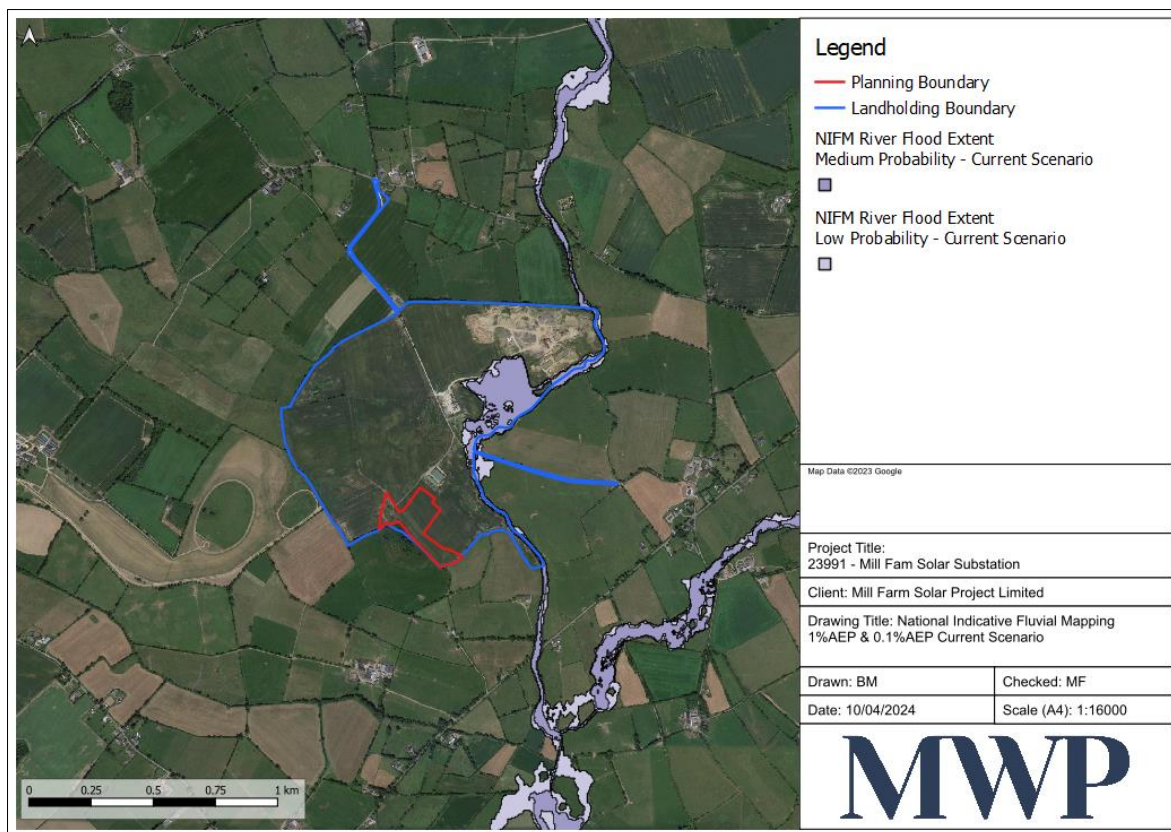 Legend
Planning Boundary
Landholding Boundary
NIFM River Flood Extent
Medium Probability - Current Scenario
NIFM River Flood Extent
Low Probability - Current Scenario
Map Data ©2023 Google
Project Title:
23991 - Mill Fam Solar Substation
Client: Mill Farm Solar Project Limited
Drawing Title: National Indicative Fluvial Mapping
1%AEP & 0.1%AEP Current Scenario
Drawn: BM
Checked: MF
Date: 10/04/2024
Scale (A4): 1:16000
MWP
0 0.25 0.5 0.75 1 km